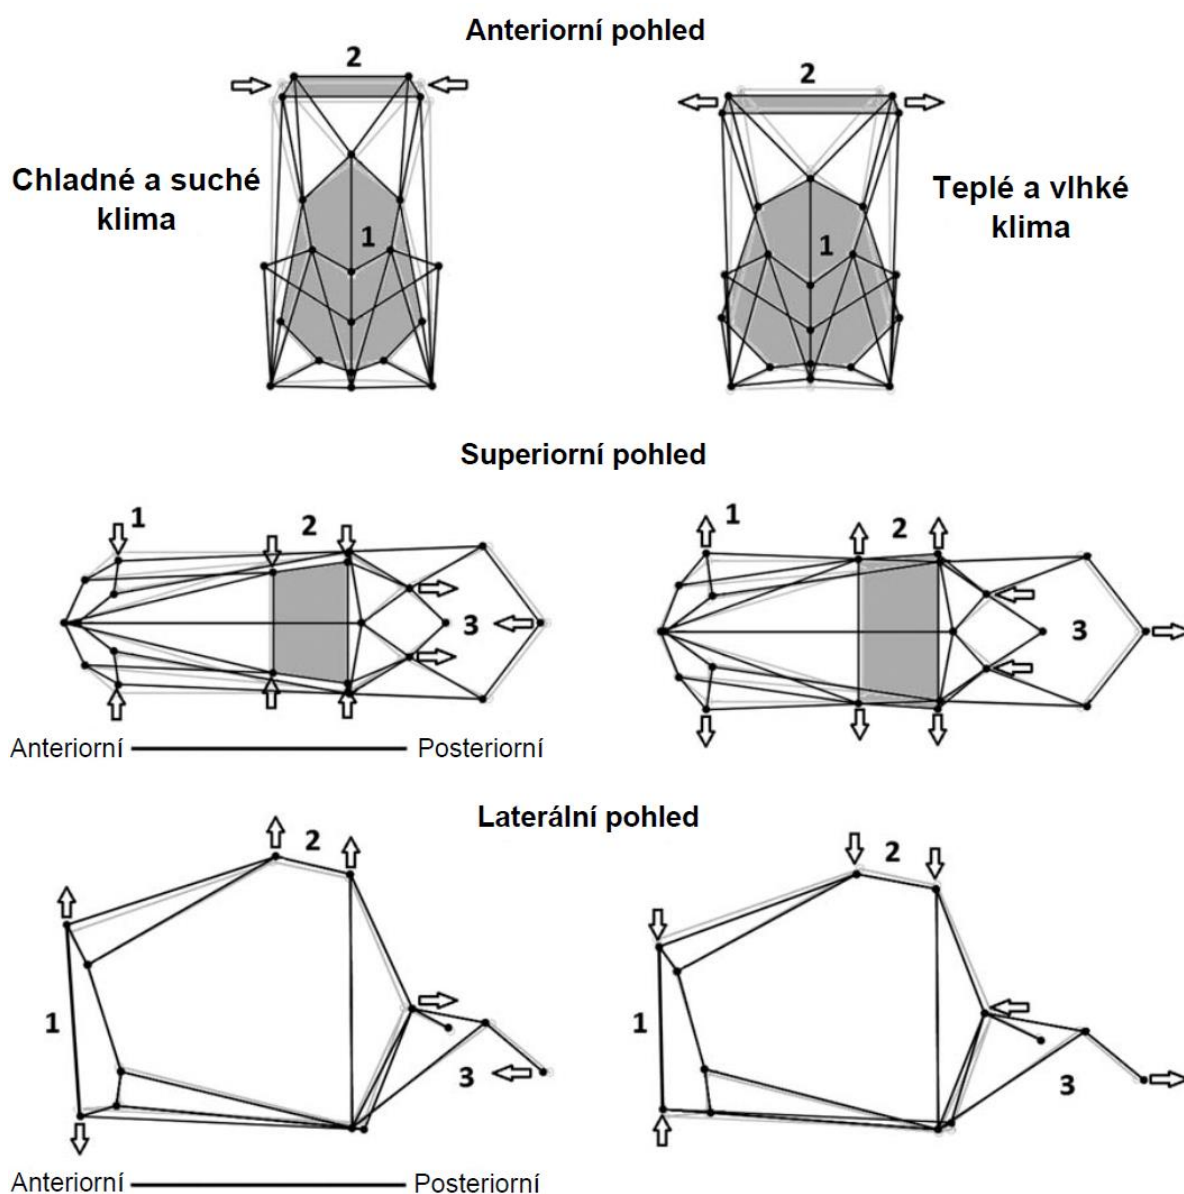 Anteriorní pohled
2
2
Chladné a suché
klima
Teplé a vlhké
klima
1
1
Superiorní pohled
1
2
3
1
2
3
Anteriorní
Posteriorní
Laterální pohled
2
2
1
3
1
3
Anteriorní
Posteriorní